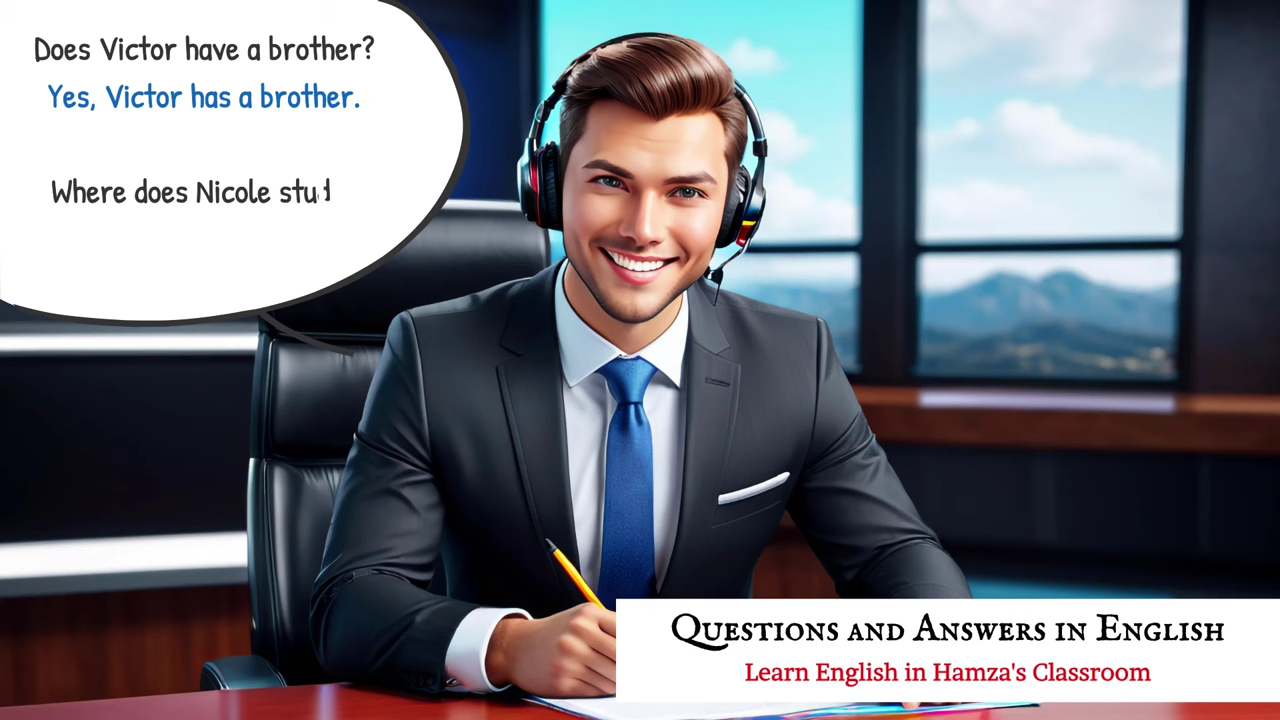 Does Victor have a brother?
Yes, Victor has a brother.
Where does Nicole stud
Questions and Answers in English
Learn English in Hamza's Classroom